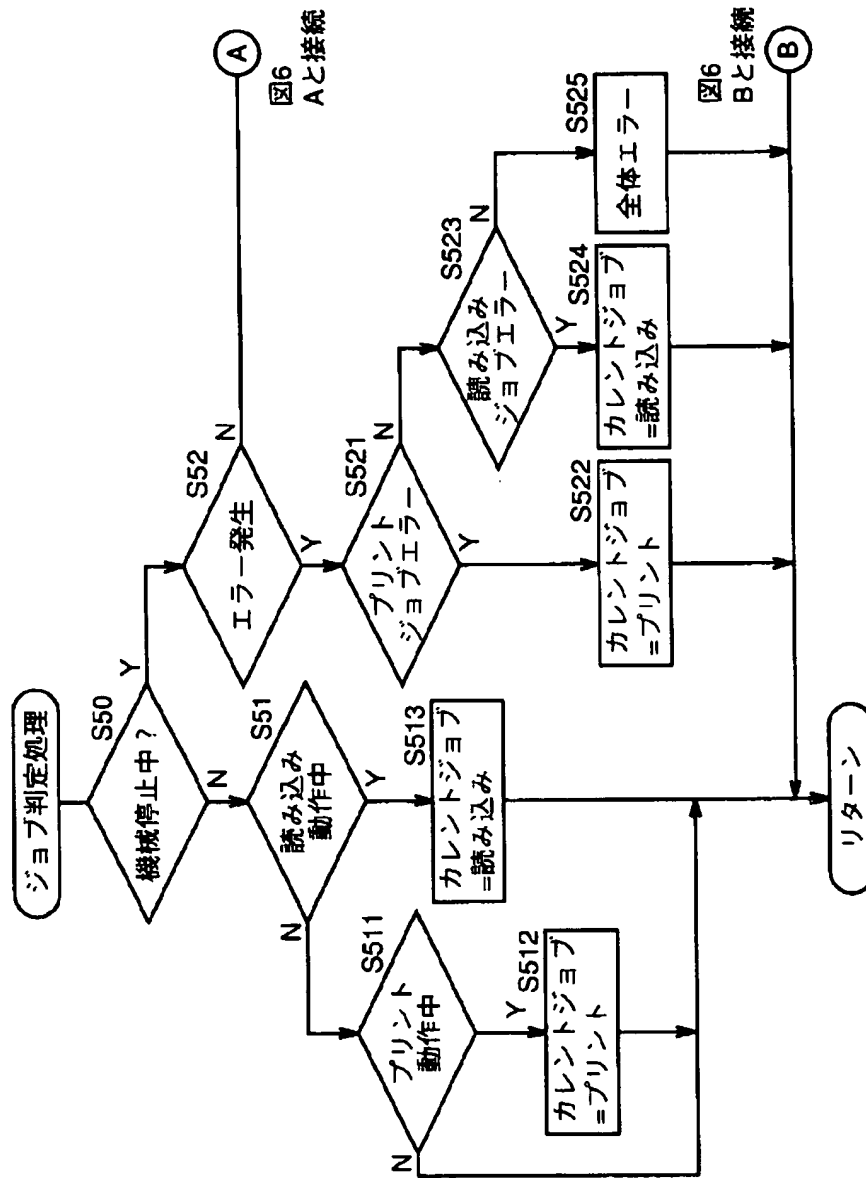 ジョブ判定処理
S50
機械停止中？
Y
N
S52
エラー発生
N
Y
A
図6
Aと接続
S51
読み込み
動作中
N
Y
S511
プリント
動作中
N
Y
S512
カレントジョブ
=プリント
S513
カレントジョブ
=読み込み
S521
プリント
ジョブエラー
N
Y
S522
カレントジョブ
=プリント
S523
読み込み
ジョブエラー
N
Y
S524
カレントジョブ
=読み込み
S525
全体エラー
図6
Bと接続
B
リターン